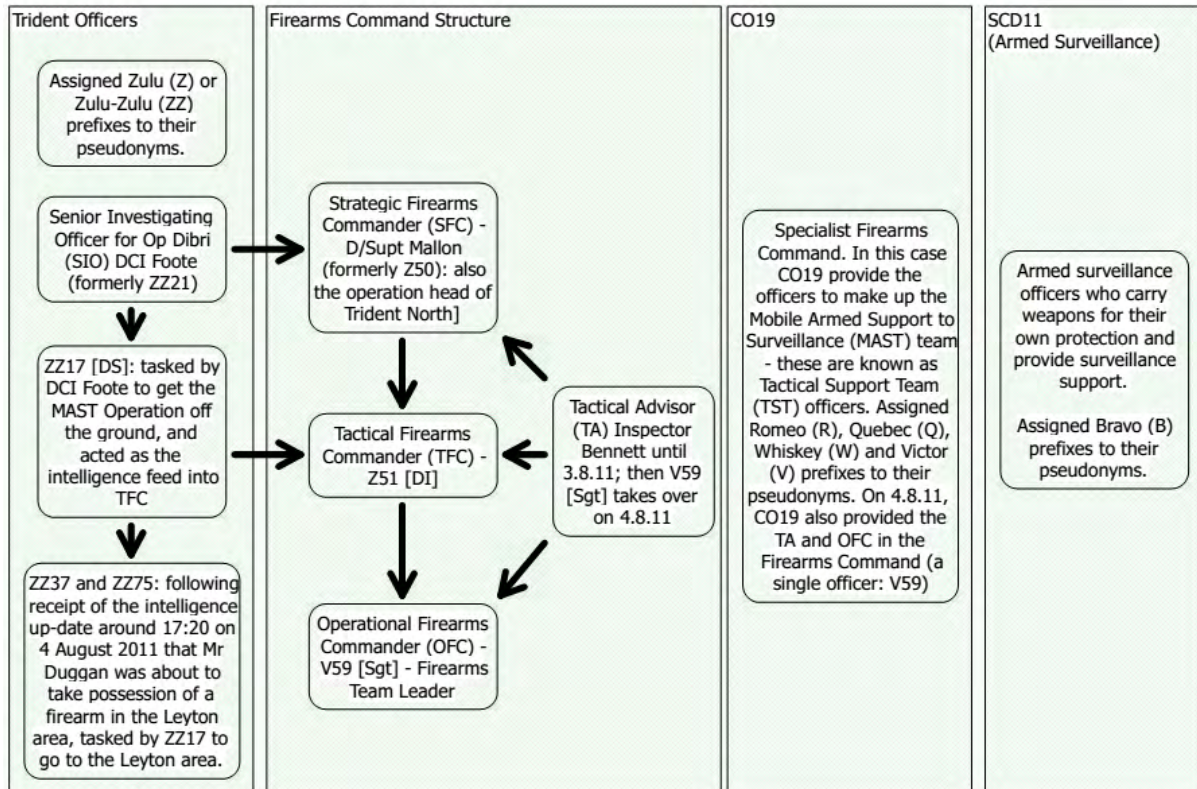 Trident Officers
Assigned Zulu (Z) or
Zulu-Zulu (ZZ)
prefixes to their
pseudonyms.
Senior Investigating
Officer for Op Dibri
(SIO) DCI Foote
(formerly ZZ21)
ZZ17 [DS]: tasked by
DCI Foote to get the
MAST Operation off
the ground, and
acted as the
intelligence feed into
TFC
ZZ37 and ZZ75: following
receipt of the intelligence
up-date around 17:20 on
4 August 2011 that Mr
Duggan was about to
take possession of a
firearm in the Leyton
area, tasked by ZZ17 to
go to the Leyton area.
Firearms Command Structure
Strategic Firearms
Commander (SFC) -
D/Supt Mallon
(formerly Z50): also
the operation head of
Trident North]
Tactical Firearms
Commander (TFC) -
Z51 [DI]
Operational Firearms
Commander (OFC) -
V59 [Sgt] - Firearms
Team Leader
Tactical Advisor
(TA) Inspector
Bennett until
3.8.11; then V59
[Sgt] takes over
on 4.8.11
CO19
Specialist Firearms
Command. In this case
CO19 provide the
officers to make up the
Mobile Armed Support to
Surveillance (MAST) team
- these are known as
Tactical Support Team
(TST) officers. Assigned
Romeo (R), Quebec (Q),
Whiskey (W) and Victor
(V) prefixes to their
pseudonyms. On 4.8.11,
CO19 also provided the
TA and OFC in the
Firearms Command (a
single officer: V59)
SCD11
(Armed Surveillance)
Armed surveillance
officers who carry
weapons for their
own protection and
provide surveillance
support.
Assigned Bravo (B)
prefixes to their
pseudonyms.